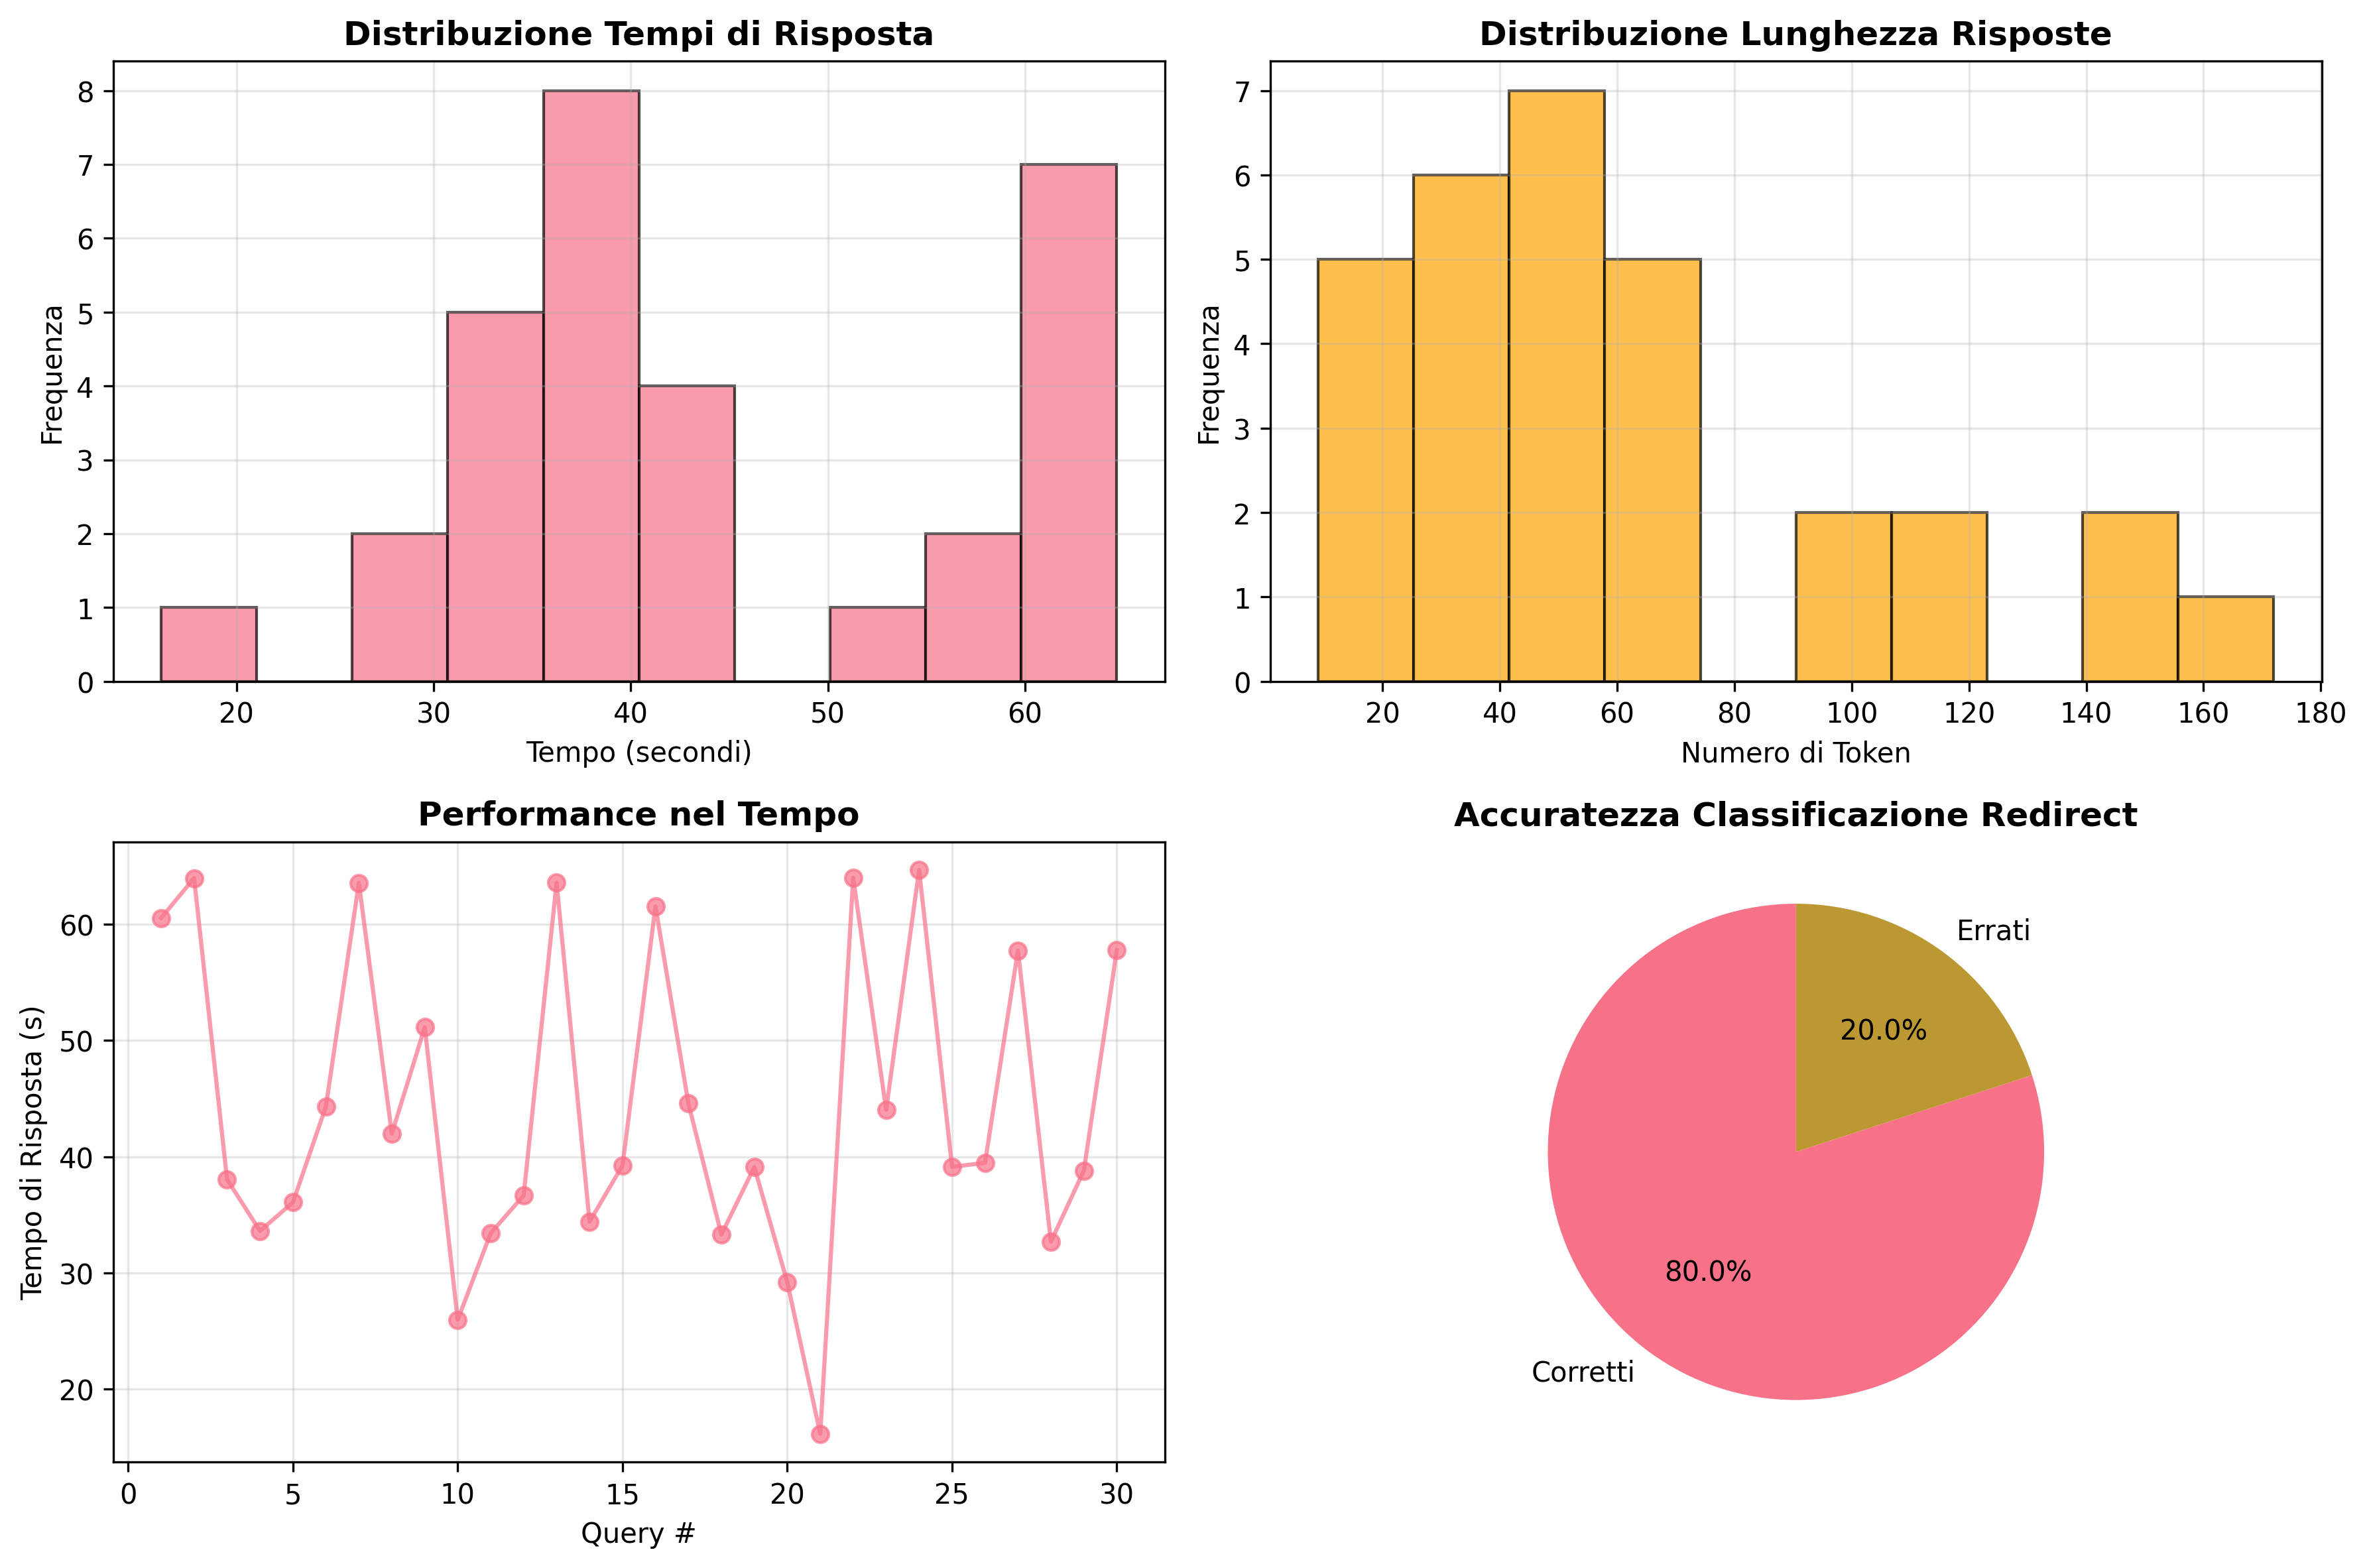 Distribuzione Tempi di Risposta
8
7
6
5
4
3
2
1
0
Frequenza
20 30 40 50 60
Tempo (secondi)
Distribuzione Lunghezza Risposte
7
6
5
4
3
2
1
0
Frequenza
20 40 60 80 100 120 140 160 180
Numero di Token
Performance nel Tempo
60
50
40
30
20
Tempo di Risposta (s)
0 5 10 15 20 25 30
Query #
Accuratezza Classificazione Redirect
Errati
20.0%
80.0%
Corretti